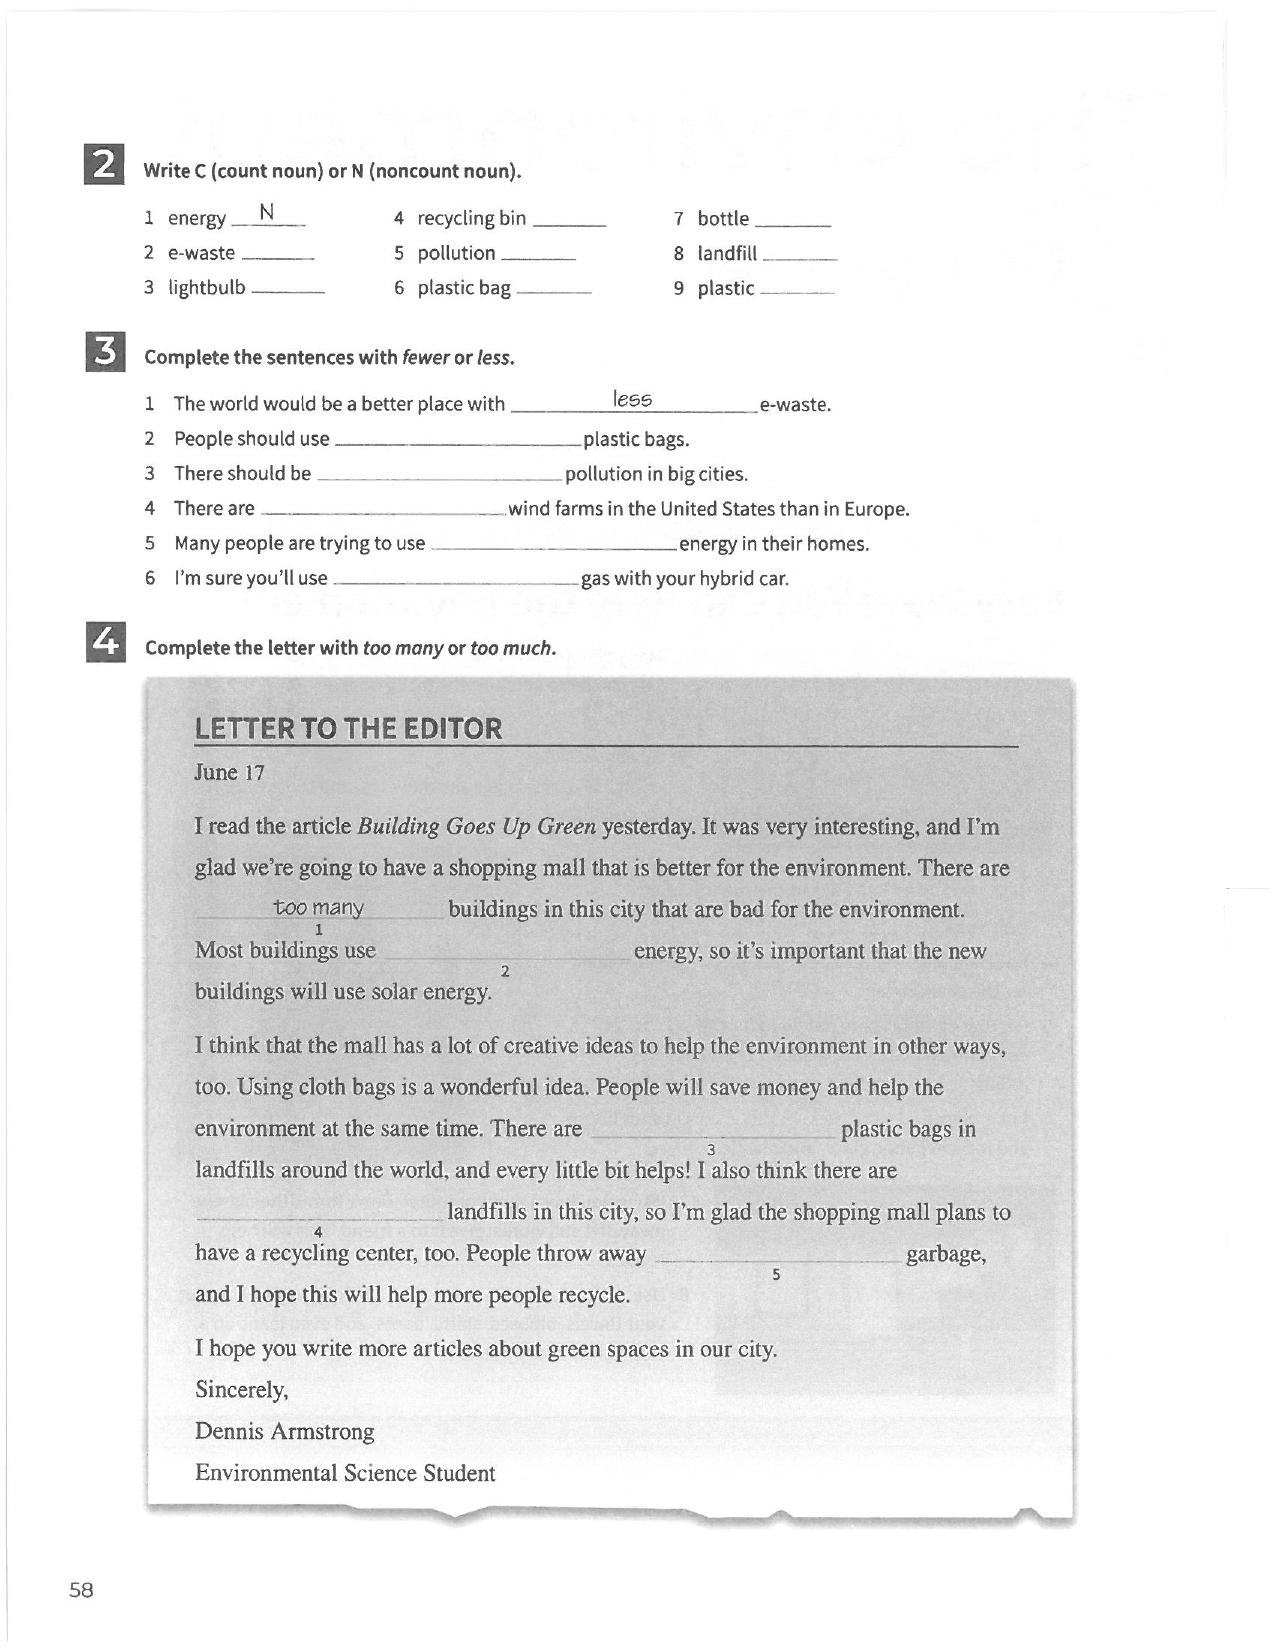 2 Write C (count noun) or N (noncount noun).
1 energy N 4 recycling bin ______ 7 bottle ______
2 e-waste ______ 5 pollution ______ 8 landfill ______
3 lightbulb ______ 6 plastic bag ______ 9 plastic ______
3 Complete the sentences with fewer or less.
1 The world would be a better place with less e-waste.
2 People should use ______ plastic bags.
3 There should be ______ pollution in big cities.
4 There are ______ wind farms in the United States than in Europe.
5 Many people are trying to use ______ energy in their homes.
6 I'm sure you'll use ______ gas with your hybrid car.
4 Complete the letter with too many or too much.
LETTER TO THE EDITOR
June 17
I read the article Building Goes Up Green yesterday. It was very interesting, and I'm
glad we're going to have a shopping mall that is better for the environment. There are
too many buildings in this city that are bad for the environment.
1
Most buildings use ______ energy, so it's important that the new
2
buildings will use solar energy.
I think that the mall has a lot of creative ideas to help the environment in other ways,
too. Using cloth bags is a wonderful idea. People will save money and help the
environment at the same time. There are ______ plastic bags in
3
landfills around the world, and every little bit helps! I also think there are
______ landfills in this city, so I'm glad the shopping mall plans to
4
have a recycling center, too. People throw away ______ garbage,
5
and I hope this will help more people recycle.
I hope you write more articles about green spaces in our city.
Sincerely,
Dennis Armstrong
Environmental Science Student
58